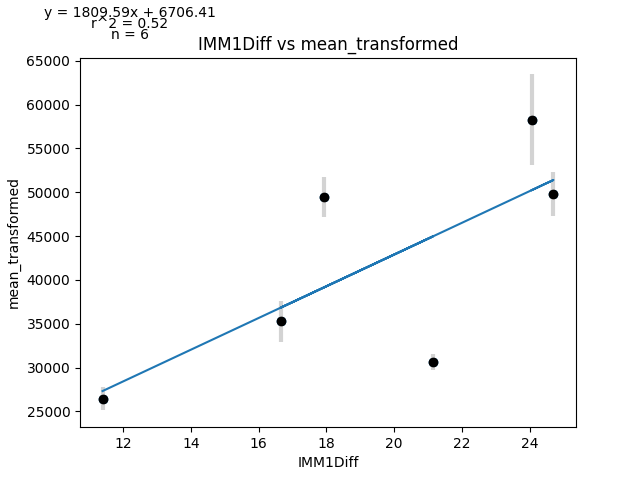 y = 1809.59x + 6706.41
r^2 = 0.52
n = 6
IMM1Diff vs mean_transformed
65000
60000
55000
50000
45000
40000
35000
30000
25000
mean_transformed
12
14
16
18
20
22
24
IMM1Diff